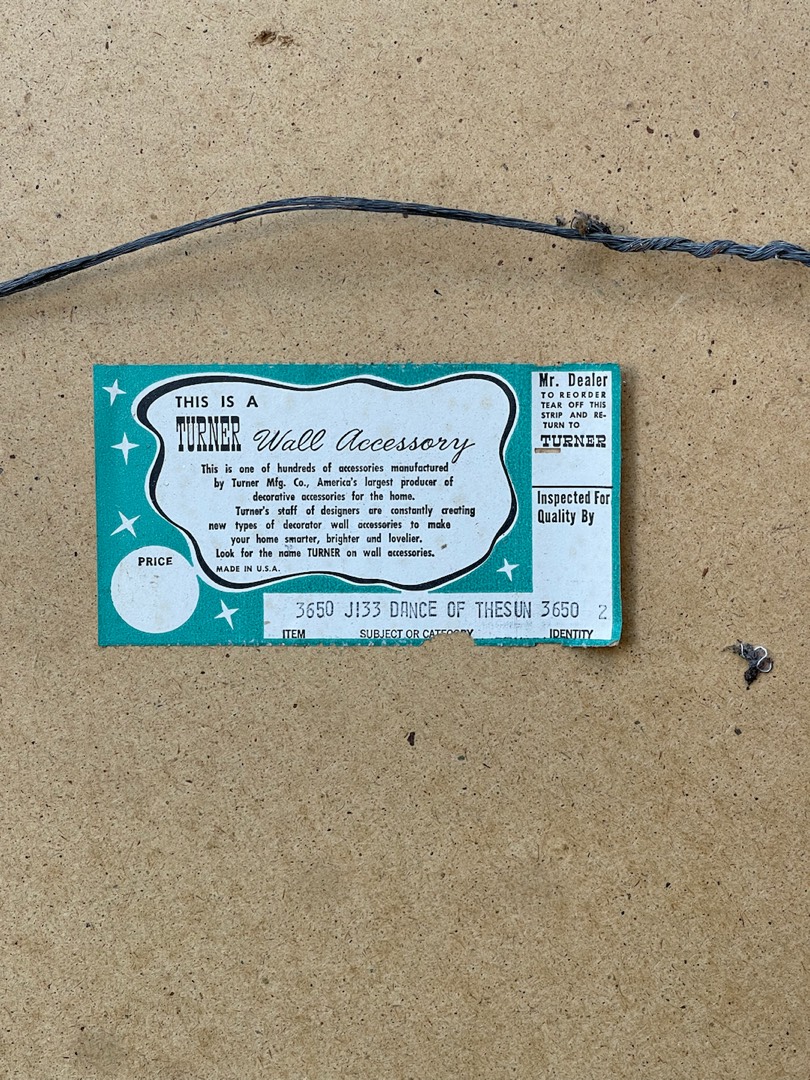 THIS IS A
TURNER Wall Accessory
This is one of hundreds of accessories manufactured
by Turner Mfg. Co., America's largest producer of
decorative accessories for the home.
Turner's staff of designers are constantly creating
new types of decorator wall accessories to make
your home smarter, brighter and lovelier.
Look for the name TURNER on wall accessories.
MADE IN U.S.A.
PRICE
3650 J133 DANCE OF THESUN 3650 2
ITEM SUBJECT OR CATEGORY IDENTITY
Mr. Dealer
TO REORDER
TEAR OFF THIS
STRIP AND RE-
TURN TO
TURNER
Inspected For
Quality By